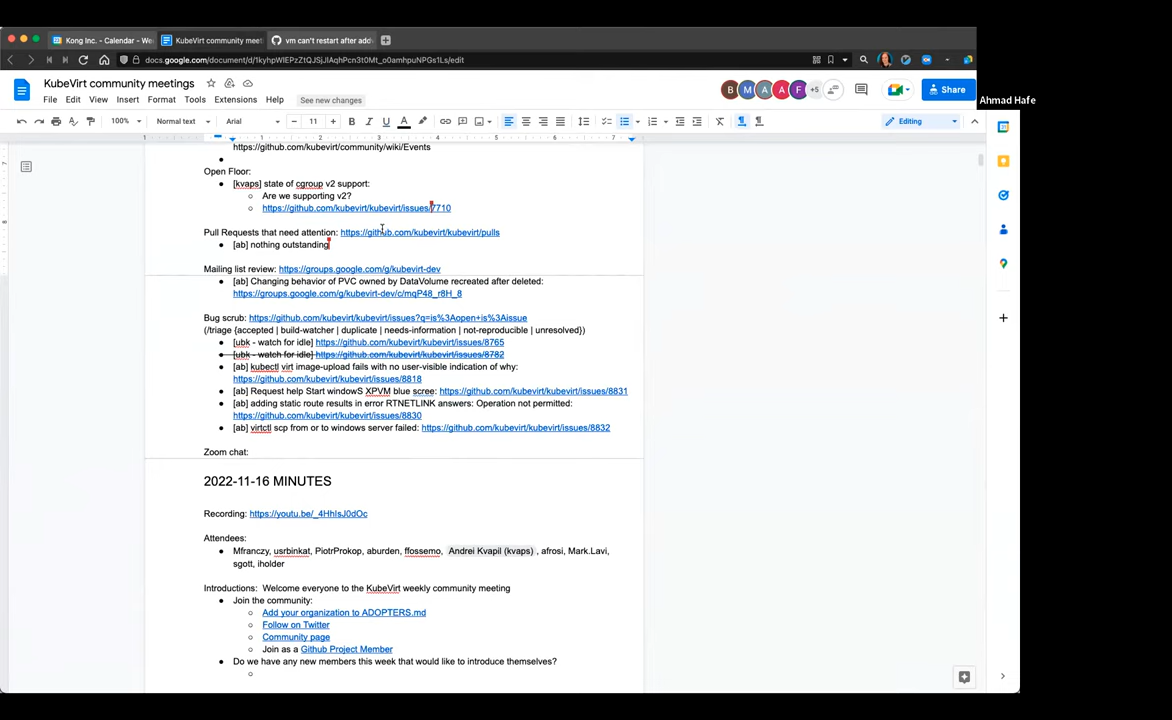 Kong Inc. - Calendar - We
KubeVirt community meet
vm can't restart after add
docs.google.com/document/d/1kyhpWIEPzZtQJSjJlAqhPcn3t0Mt_o0amhpuNPGs1Ls/edit
KubeVirt community meetings
File Edit View Insert Format Tools Extensions Help
See new changes
B M A A F +5
Share
Ahmad Hafe
100% Normal text Arial 11
Editing
https://github.com/kubevirt/community/wiki/Events
Open Floor:
[kvaps] state of cgroup v2 support:
Are we supporting v2?
https://github.com/kubevirt/kubevirt/issues/7710
Pull Requests that need attention: https://github.com/kubevirt/kubevirt/pulls
[ab] nothing outstanding
Mailing list review: https://groups.google.com/g/kubevirt-dev
[ab] Changing behavior of PVC owned by DataVolume recreated after deleted:
https://groups.google.com/g/kubevirt-dev/c/mqP48_r8H_8
Bug scrub: https://github.com/kubevirt/kubevirt/issues?q=is%3Aopen+is%3Aissue
(/triage {accepted | build-watcher | duplicate | needs-information | not-reproducible | unresolved})
[ubk - watch for idle] https://github.com/kubevirt/kubevirt/issues/8765
[ubk - watch for idle] https://github.com/kubevirt/kubevirt/issues/8782
[ab] kubectl virt image-upload fails with no user-visible indication of why:
https://github.com/kubevirt/kubevirt/issues/8818
[ab] Request help Start windowS XPVM blue scree: https://github.com/kubevirt/kubevirt/issues/8831
[ab] adding static route results in error RTNETLINK answers: Operation not permitted:
https://github.com/kubevirt/kubevirt/issues/8830
[ab] virtctl scp from or to windows server failed: https://github.com/kubevirt/kubevirt/issues/8832
Zoom chat:
2022-11-16 MINUTES
Recording: https://youtu.be/_4HhIsJ0dOc
Attendees:
Mfranczy, usrbinkat, PiotrProkop, aburden, ffossemo, Andrei Kvapil (kvaps) , afrosi, Mark.Lavi,
sgott, iholder
Introductions: Welcome everyone to the KubeVirt weekly community meeting
Join the community:
Add your organization to ADOPTERS.md
Follow on Twitter
Community page
Join as a Github Project Member
Do we have any new members this week that would like to introduce themselves?